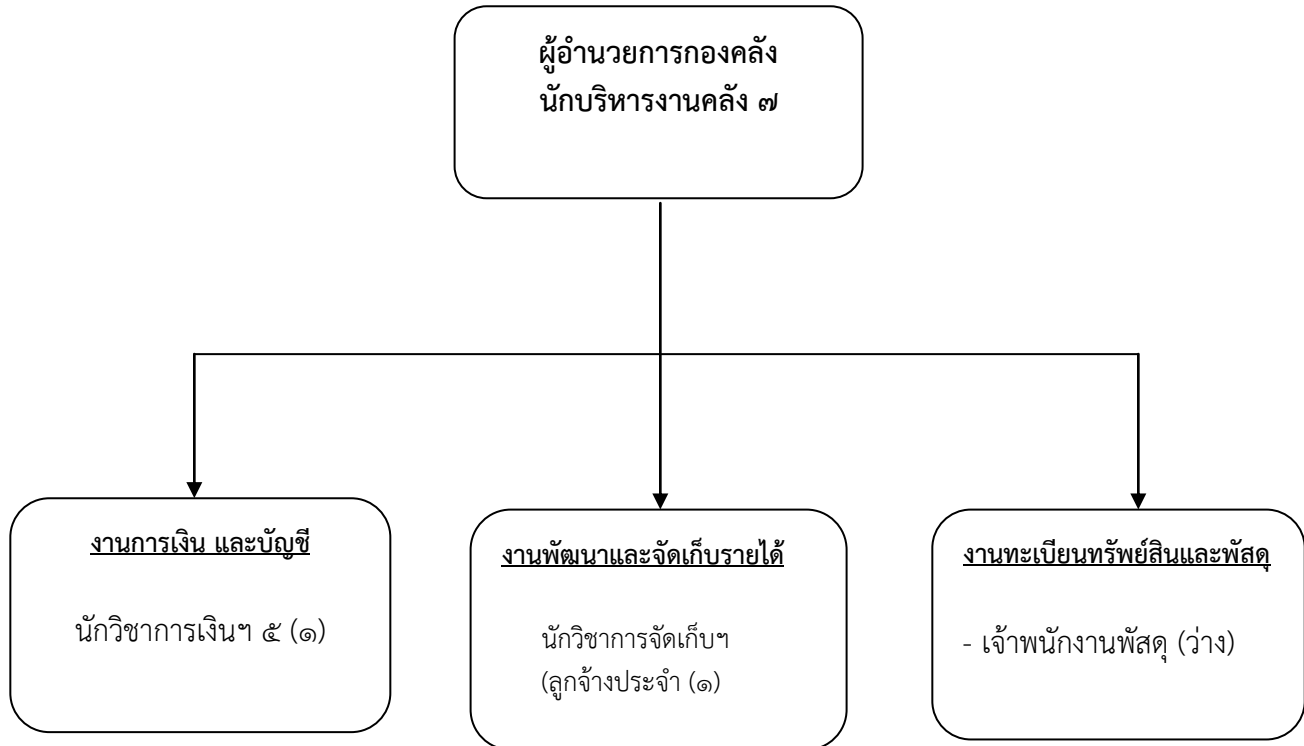 ผู้อำนวยการกองคลัง
นักบริหารงานคลัง ๗
งานการเงิน และบัญชี
นักวิชาการเงินฯ ๕ (๑)
งานพัฒนาและจัดเก็บรายได้
นักวิชาการจัดเก็บฯ
(ลูกจ้างประจำ (๑)
งานทะเบียนทรัพย์สินและพัสดุ
- เจ้าพนักงานพัสดุ (ว่าง)